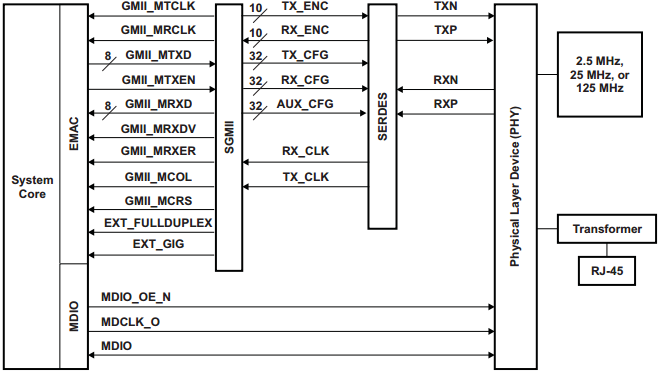 System
Core
EMAC
MDIO
GMII_MTCLK
GMII_MRCLK
8 GMII_MTXD
GMII_MTXEN
8 GMII_MRXD
GMII_MRXDV
GMII_MRXER
GMII_MCOL
GMII_MCRS
EXT_FULLDUPLEX
EXT_GIG
SGMII
10 TX_ENC
10 RX_ENC
32 TX_CFG
32 RX_CFG
32 AUX_CFG
RX_CLK
TX_CLK
SERDES
TXN
TXP
RXN
RXP
MDIO_OE_N
MDCLK_O
MDIO
Physical Layer Device (PHY)
2.5 MHz,
25 MHz, or
125 MHz
Transformer
RJ-45